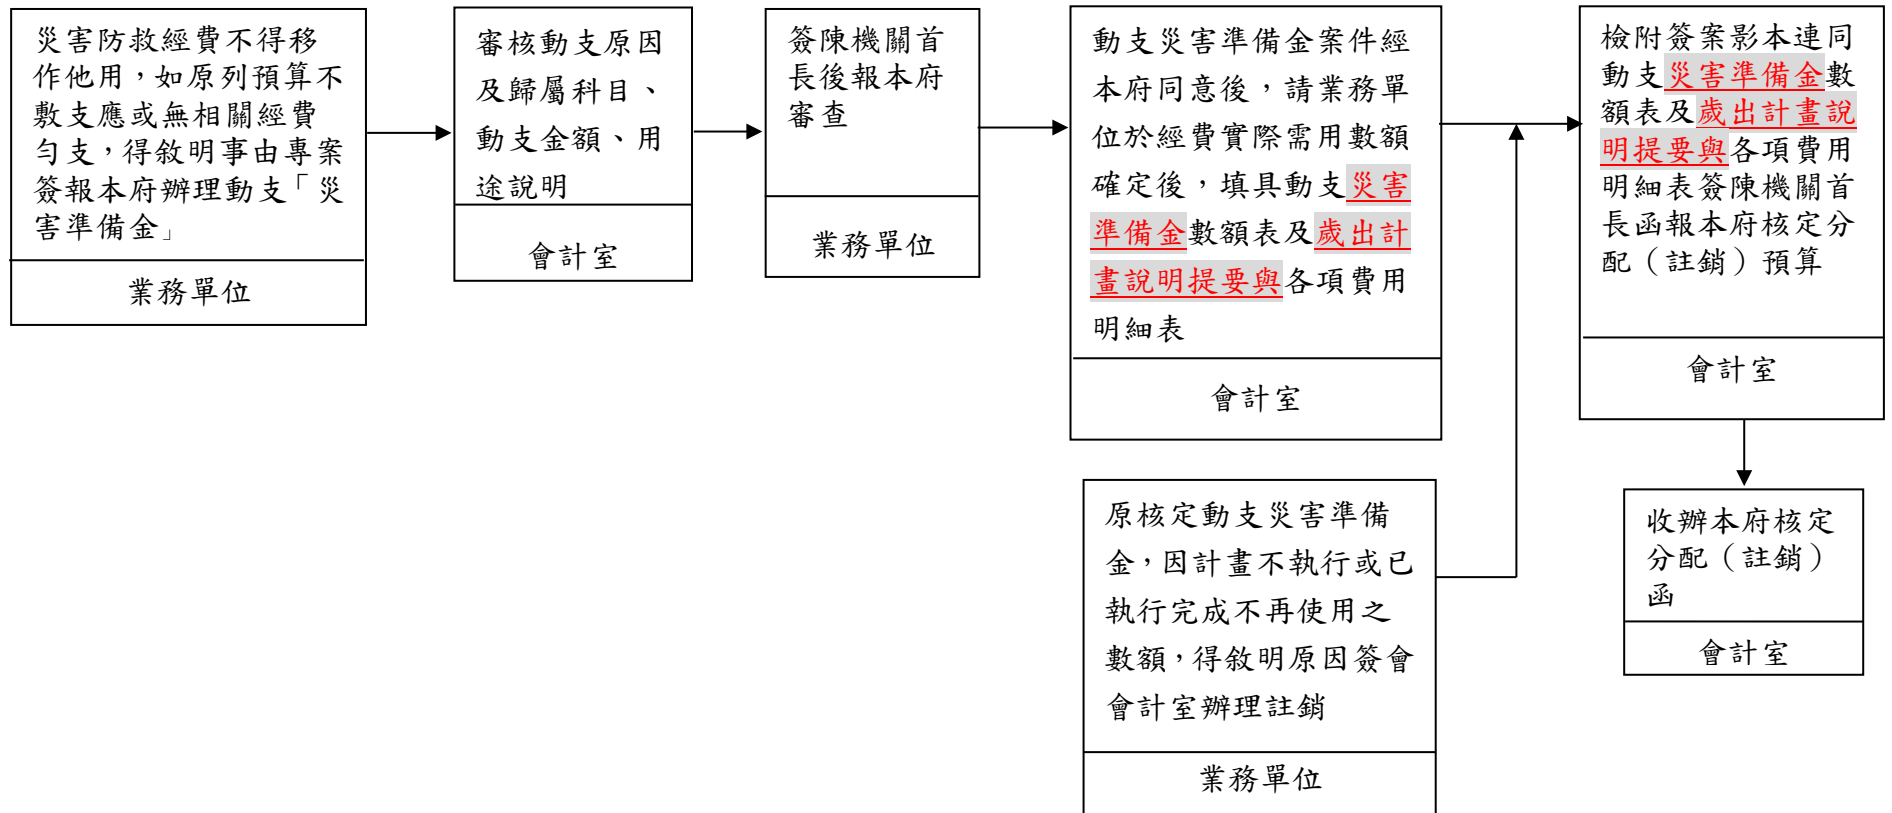 災害防救經費不得移
作他用，如原列預算不
敷支應或無相關經費
勻支，得敘明事由專案
簽報本府辦理動支「災
害準備金」
業務單位
審核動支原因
及歸屬科目、
動支金額、用
途說明
會計室
簽陳機關首
長後報本府
審查
業務單位
動支災害準備金案件經
本府同意後，請業務單
位於經費實際需用數額
確定後，填具動支災害
準備金數額表及歲出計
畫說明提要與各項費用
明細表
會計室
檢附簽案影本連同
動支災害準備金數
額表及歲出計畫說
明提要與各項費用
明細表簽陳機關首
長函報本府核定分
配（註銷）預算
會計室
原核定動支災害準備
金，因計畫不執行或已
執行完成不再使用之
數額，得敘明原因簽會
會計室辦理註銷
業務單位
收辦本府核定
分配（註銷）
函
會計室